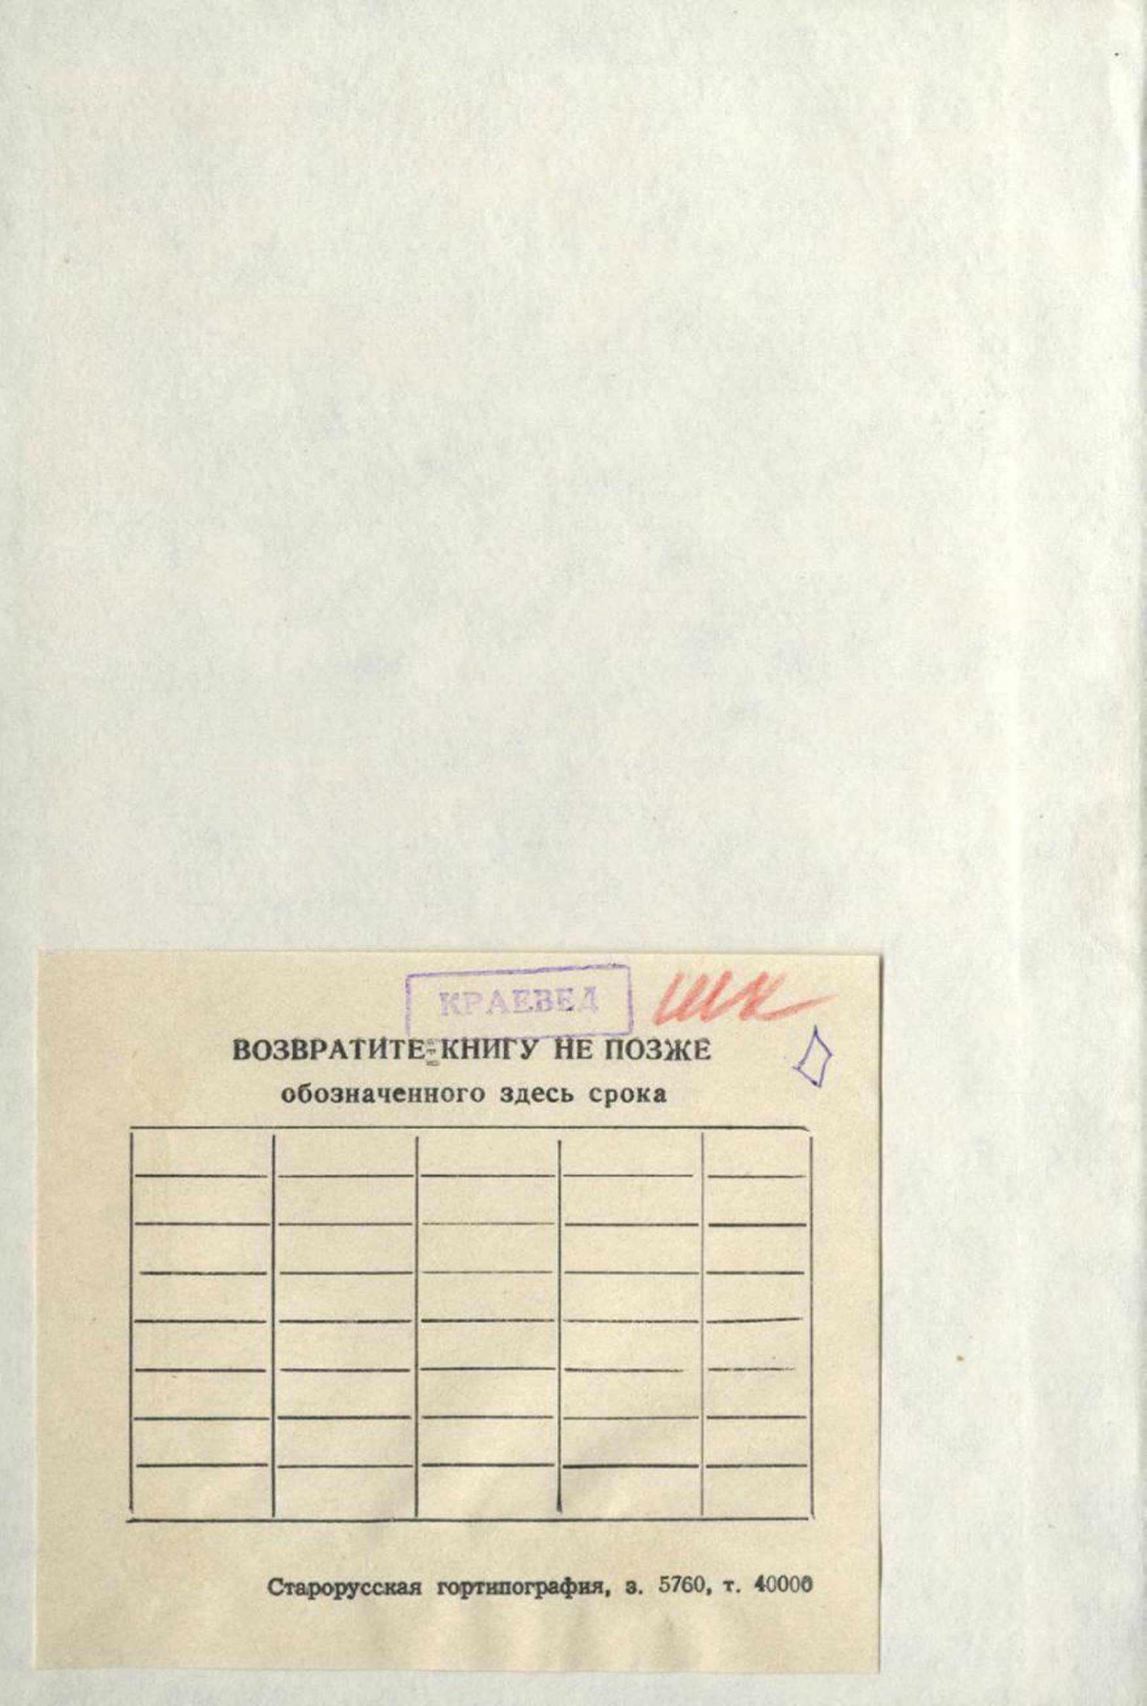 КРАЕВЕД
ВОЗВРАТИТЕ КНИГУ НЕ ПОЗЖЕ
обозначенного здесь срока
Старорусская гортипография, з. 5760, т. 40000